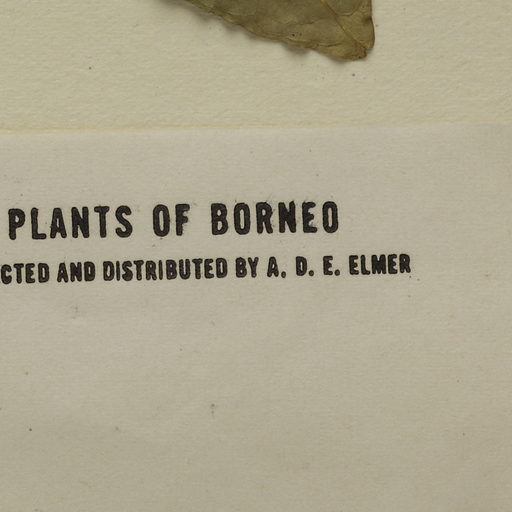 PLANTS OF BORNEO
CTED AND DISTRIBUTED BY A. D. E. ELMER